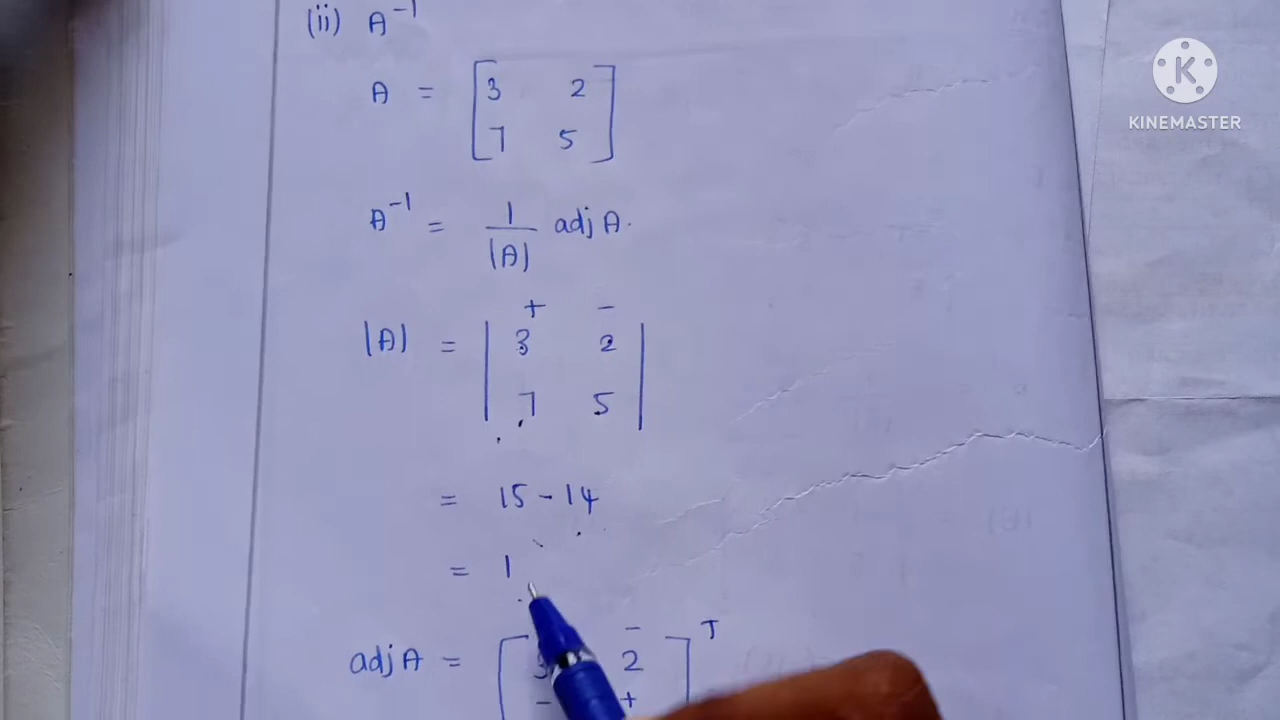 (ii) A⁻¹
A = [3 2
7 5]
KINEMASTER
A⁻¹ = 1/|A| adj A.
+ -
|A| = |3 2
7 5|
= 15 - 14
= 1
- T
adj A = [3 2]
- +